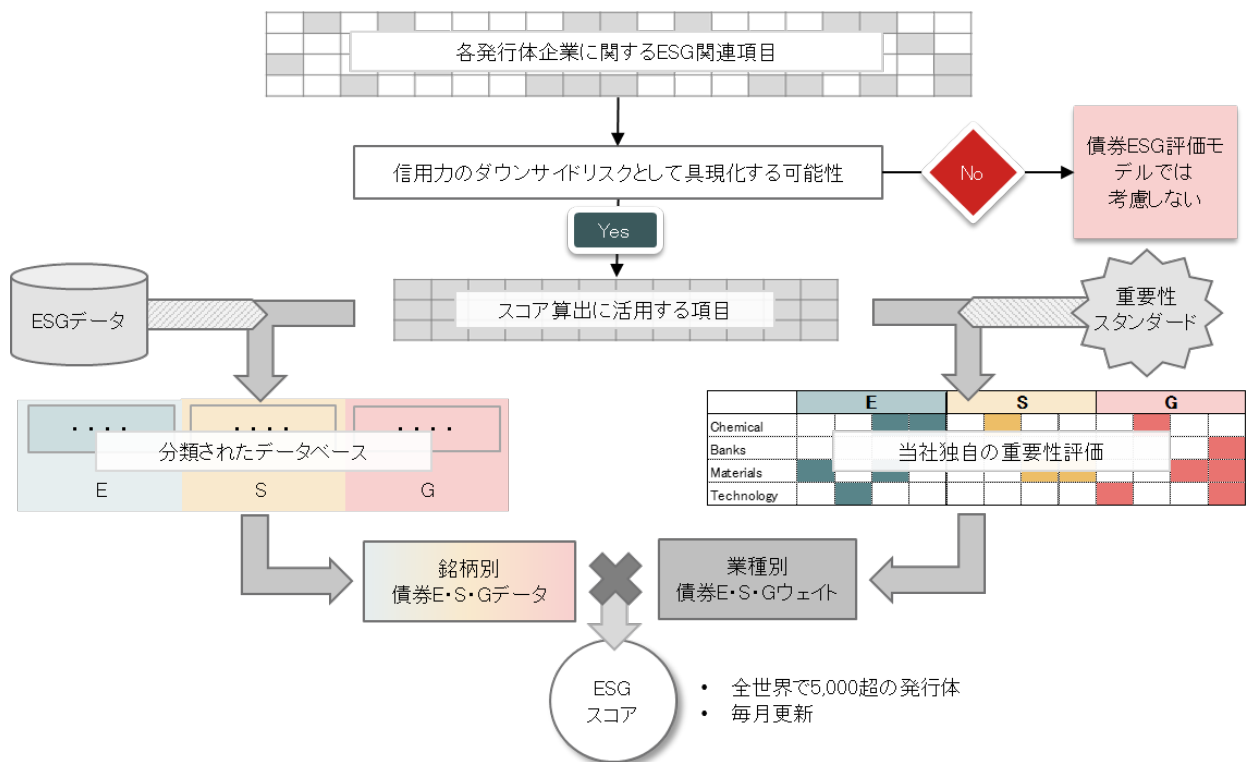 各発行体企業に関するESG関連項目
信用力のダウンサイドリスクとして具現化する可能性
No
債券ESG評価モ
デルでは
考慮しない
Yes
ESGデータ
スコア算出に活用する項目
重要性
スタンダード
・・・・
・・・・
・・・・
分類されたデータベース
E
S
G
E
S
G
Chemical
Banks
Materials
Technology
当社独自の重要性評価
銘柄別
債券E・S・Gデータ
業種別
債券E・S・Gウェイト
ESG
スコア
• 全世界で5,000超の発行体
• 毎月更新